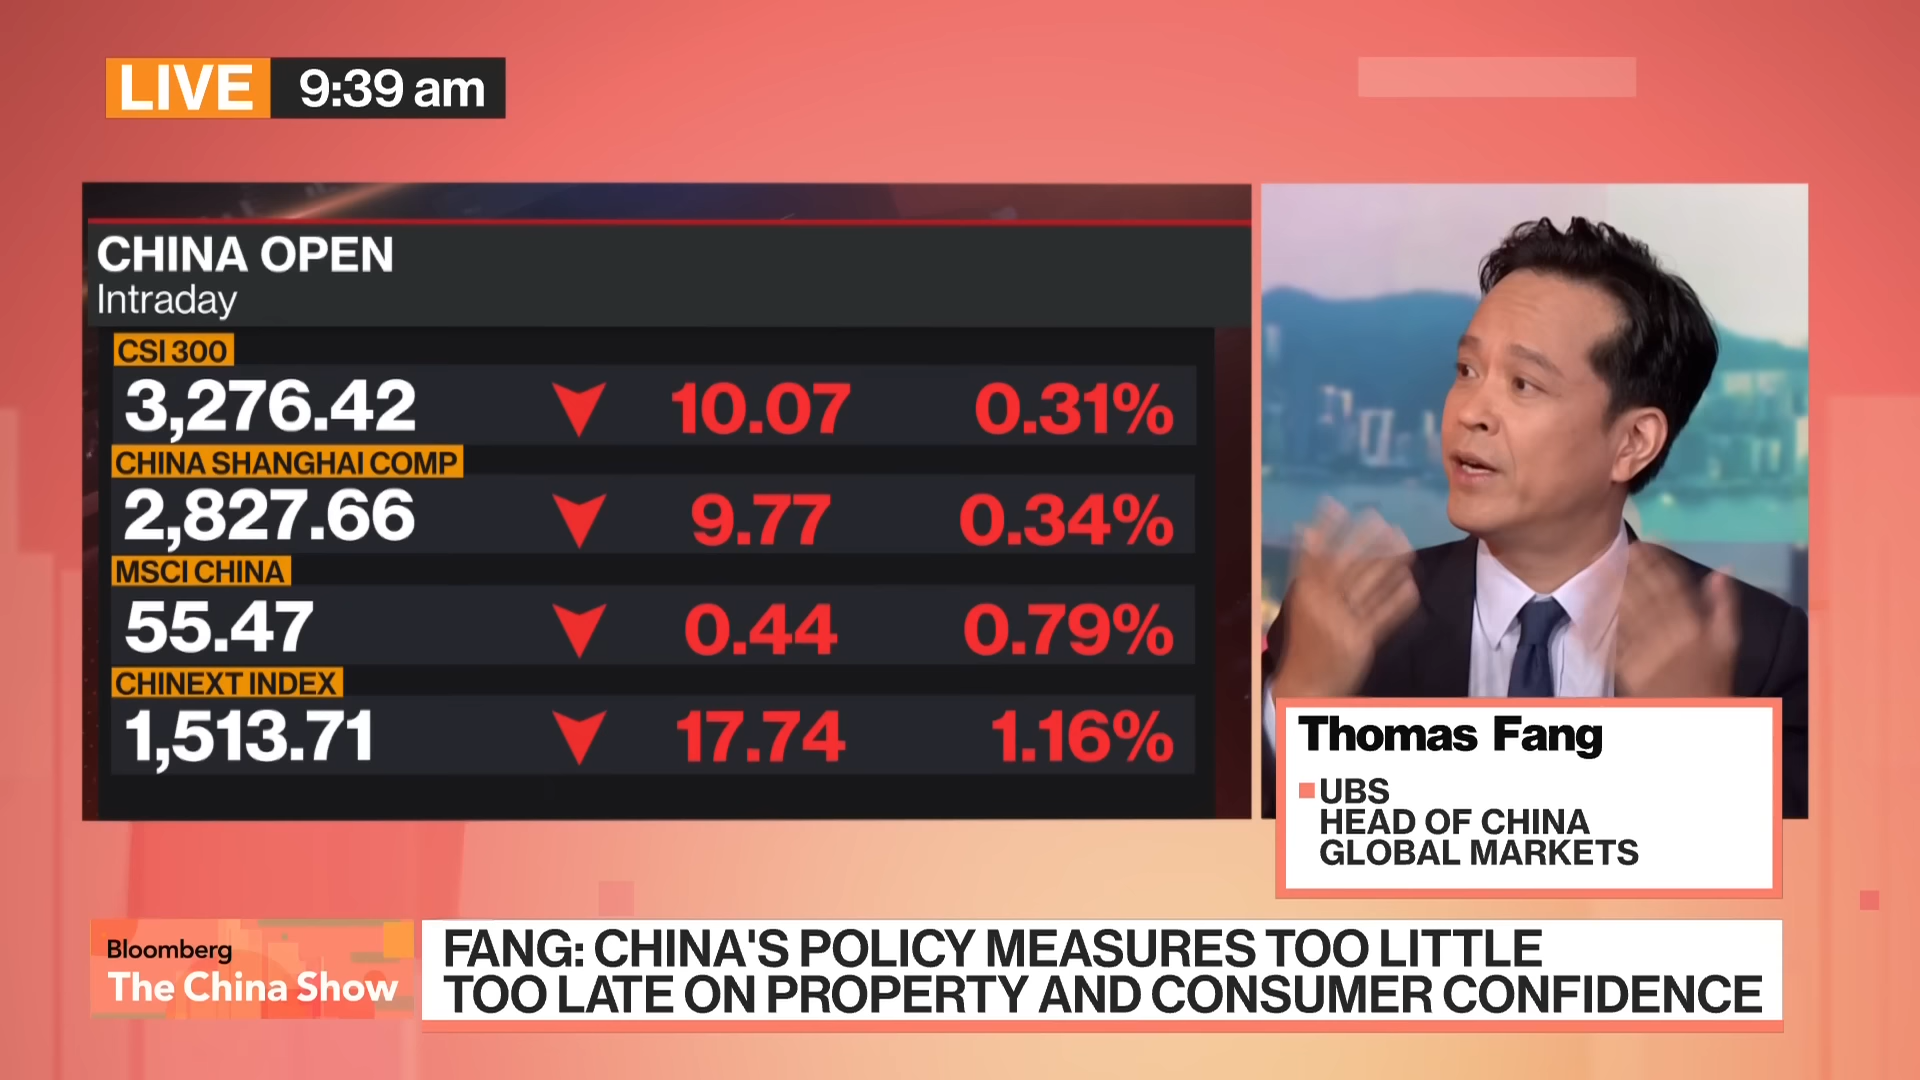 LIVE 9:39 am
CHINA OPEN
Intraday
CSI 300
3,276.42 10.07 0.31%
CHINA SHANGHAI COMP
2,827.66 9.77 0.34%
MSCI CHINA
55.47 0.44 0.79%
CHINEXT INDEX
1,513.71 17.74 1.16%
Thomas Fang
UBS
HEAD OF CHINA
GLOBAL MARKETS
Bloomberg
The China Show
FANG: CHINA'S POLICY MEASURES TOO LITTLE
TOO LATE ON PROPERTY AND CONSUMER CONFIDENCE